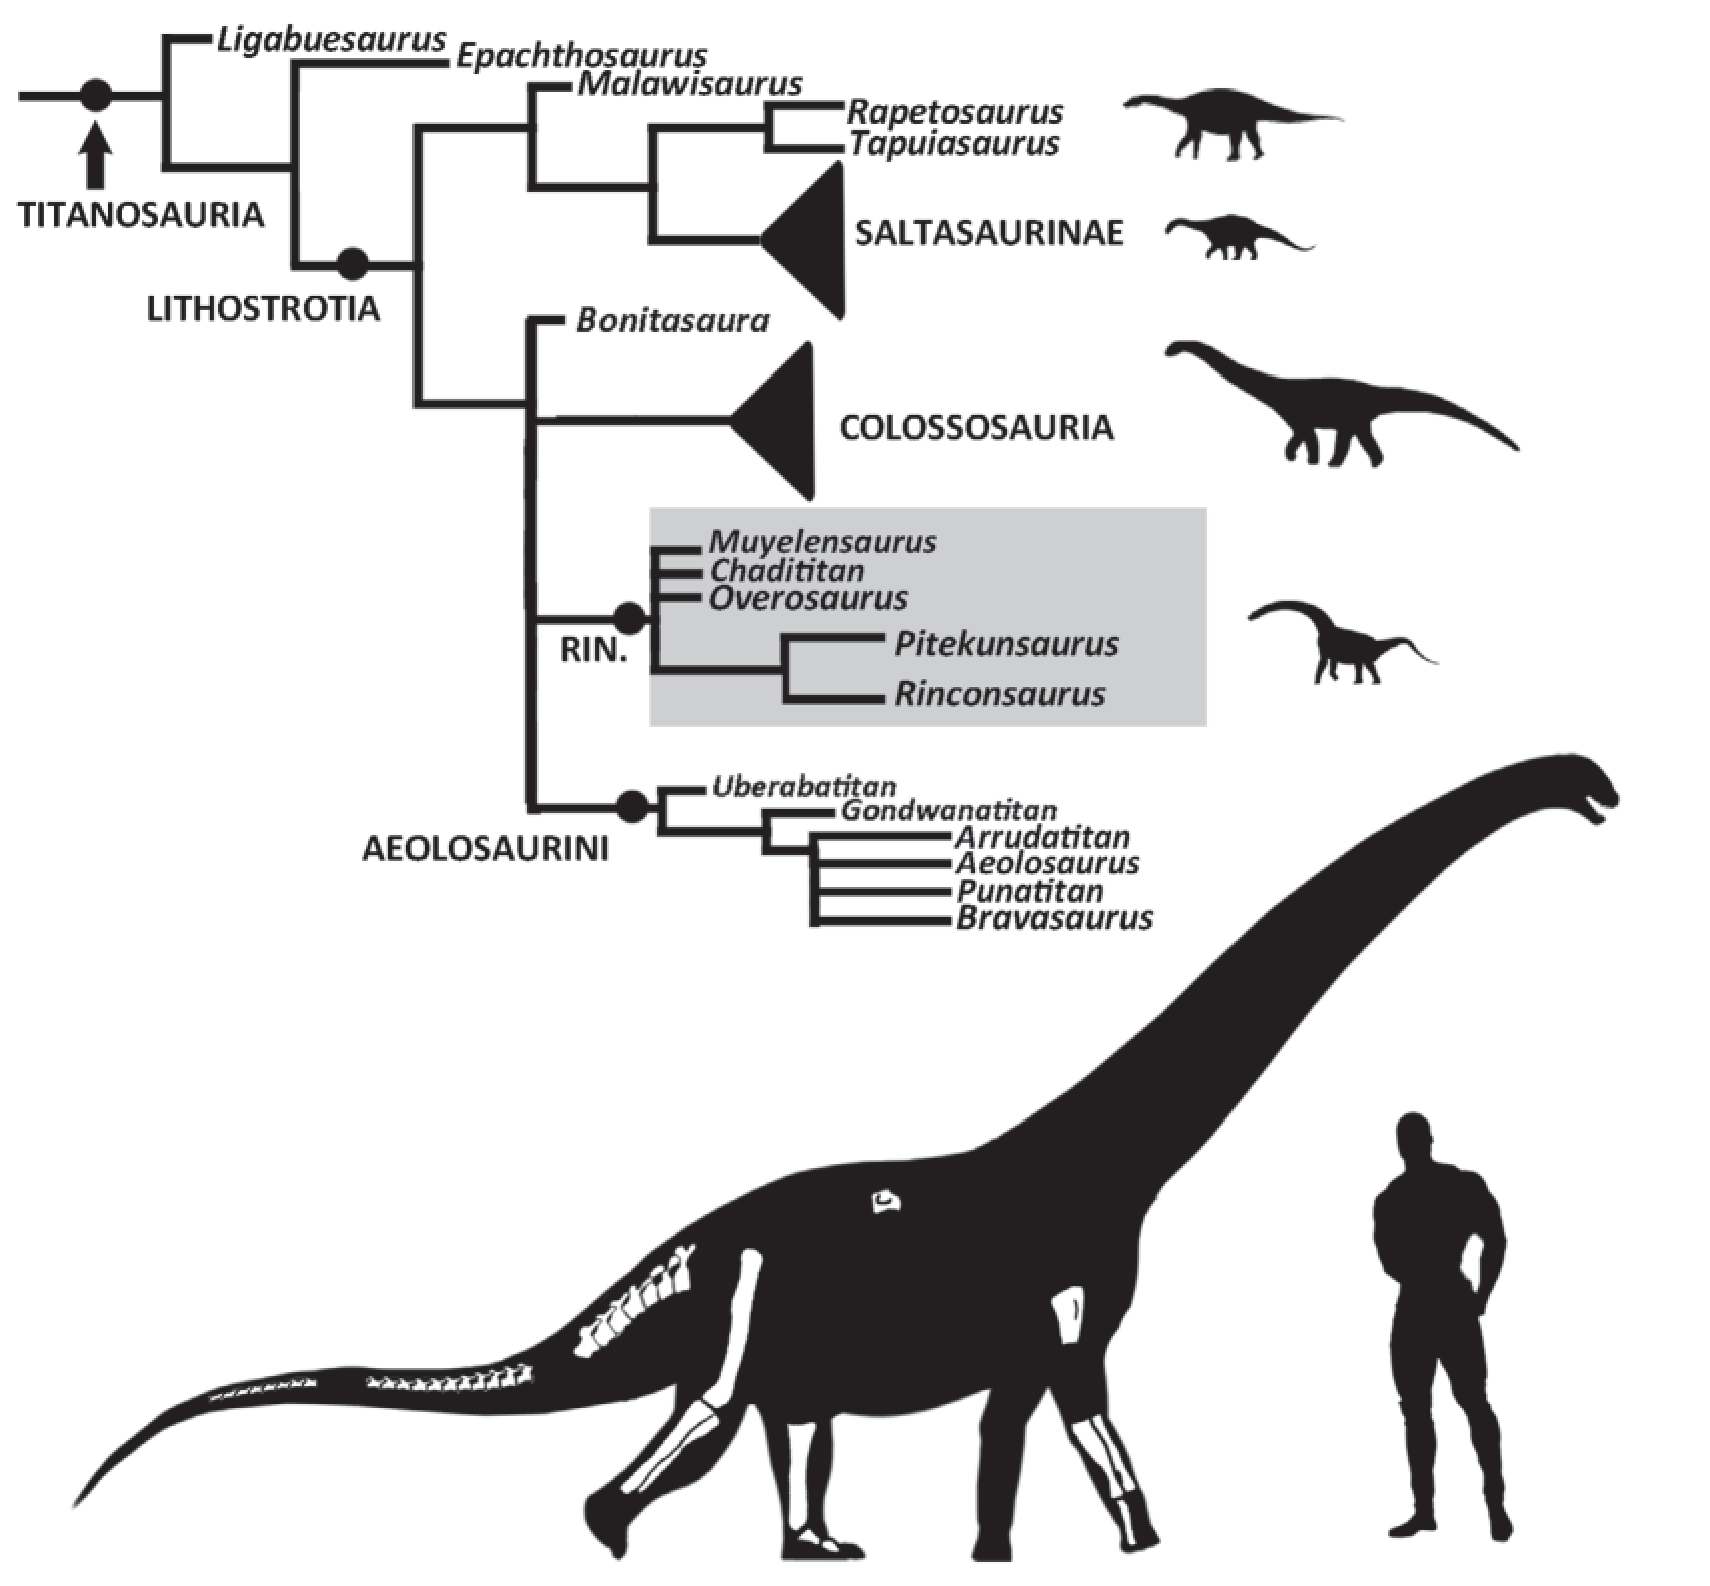 Ligabuesaurus
Epachthosaurus
Malawisaurus
Rapetosaurus
Tapuiasaurus
TITANOSAURIA
SALTASAURINAE
LITHOSTROTIA
Bonitasaura
COLOSSOSAURIA
Muyelensaurus
Chadititan
Overosaurus
RIN.
Pitekunsaurus
Rinconsaurus
Uberabatitan
Gondwanatitan
Arrudatitan
AEOLOSAURINI
Aeolosaurus
Punatitan
Bravasaurus